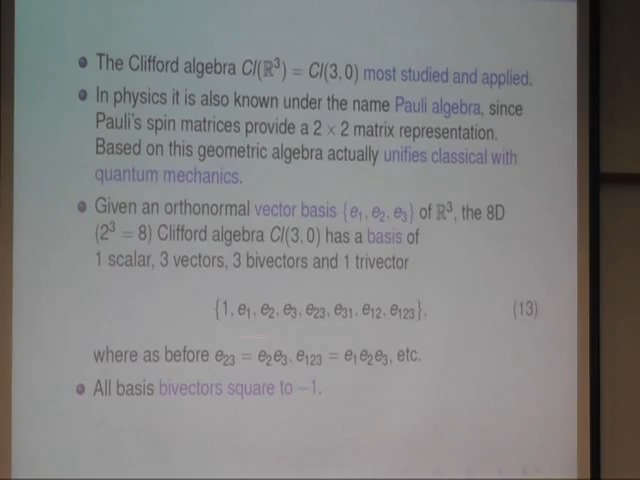 The Clifford algebra Cl(ℝ³) = Cl(3, 0) most studied and applied.
In physics it is also known under the name Pauli algebra, since
Pauli's spin matrices provide a 2 × 2 matrix representation.
Based on this geometric algebra actually unifies classical with
quantum mechanics.
Given an orthonormal vector basis {e₁, e₂, e₃} of ℝ³, the 8D
(2³ = 8) Clifford algebra Cl(3, 0) has a basis of
1 scalar, 3 vectors, 3 bivectors and 1 trivector
{1, e₁, e₂, e₃, e₂₃, e₃₁, e₁₂, e₁₂₃}, (13)
where as before e₂₃ = e₂e₃, e₁₂₃ = e₁e₂e₃, etc.
All basis bivectors square to −1.